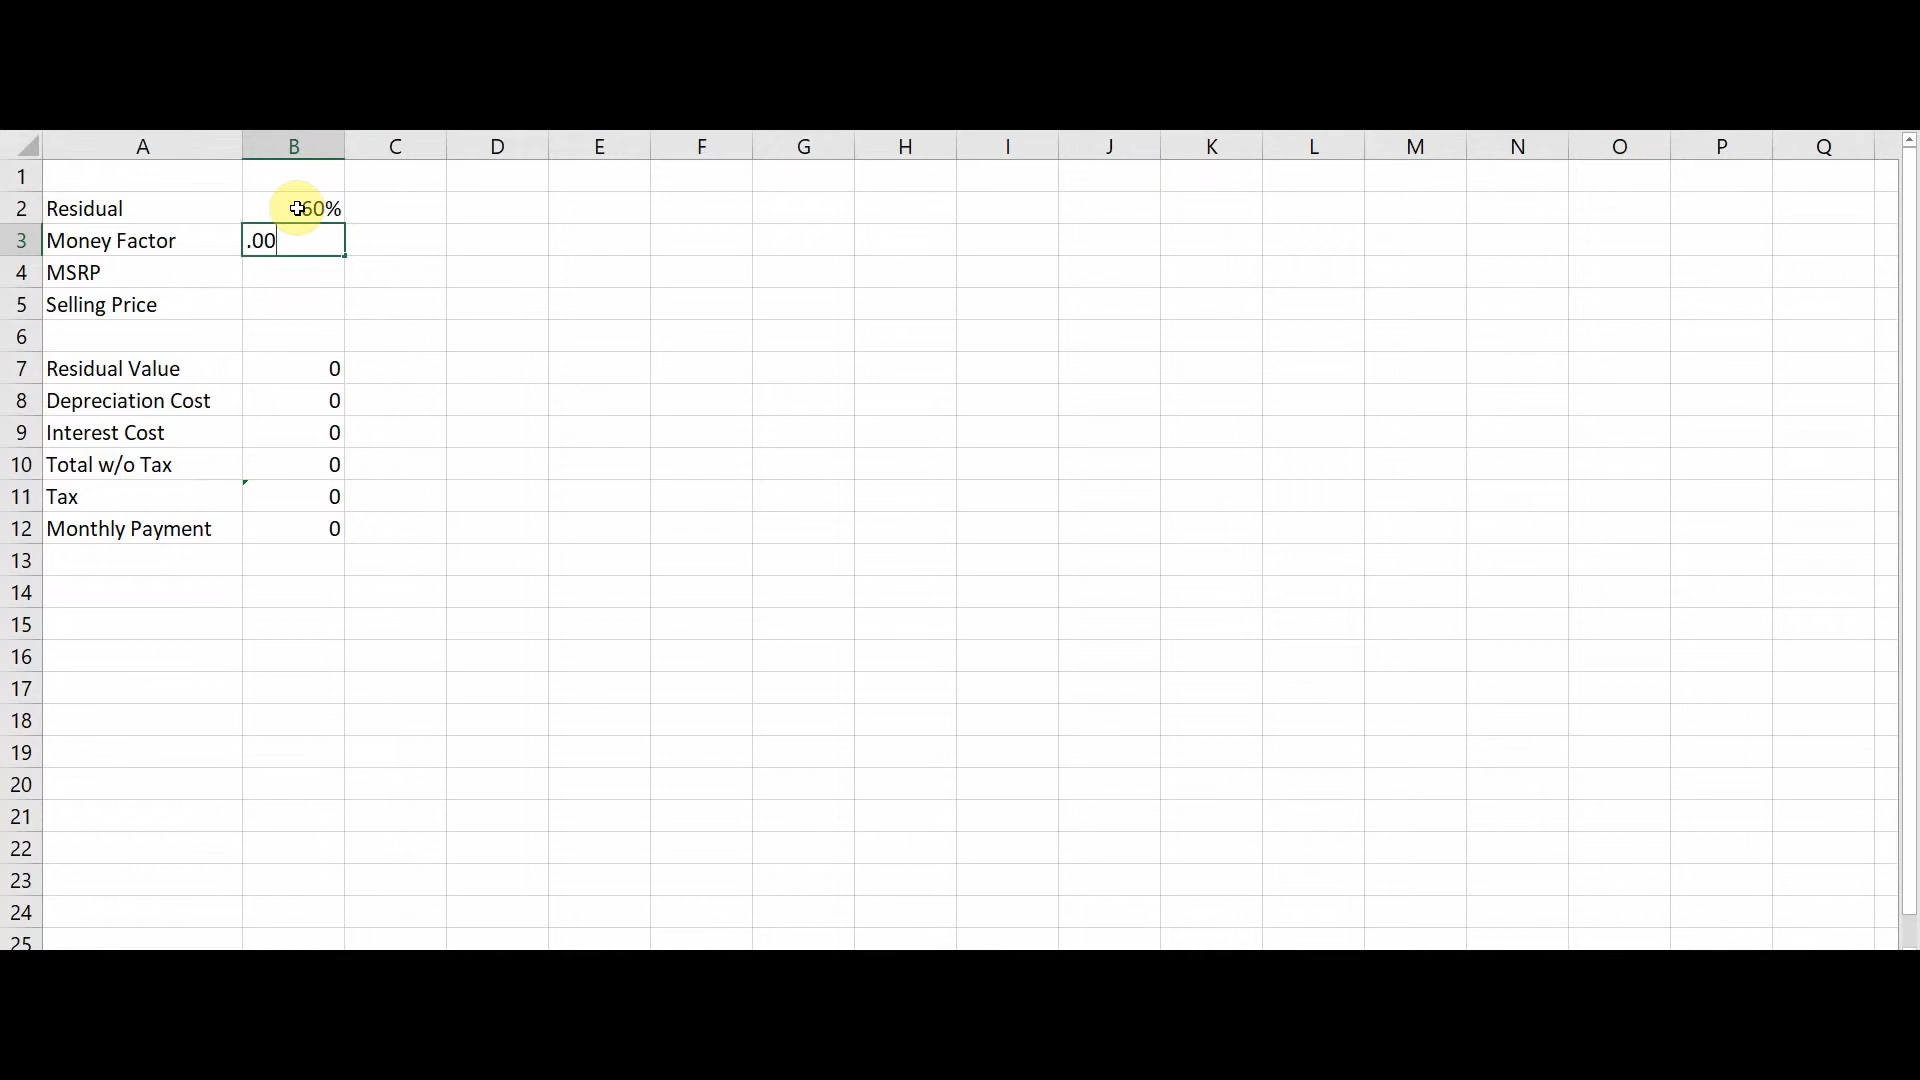 A B C D E F G H I J K L M N O P Q
1
2 Residual 60%
3 Money Factor .00
4 MSRP
5 Selling Price
6
7 Residual Value 0
8 Depreciation Cost 0
9 Interest Cost 0
10 Total w/o Tax 0
11 Tax 0
12 Monthly Payment 0
13
14
15
16
17
18
19
20
21
22
23
24
25